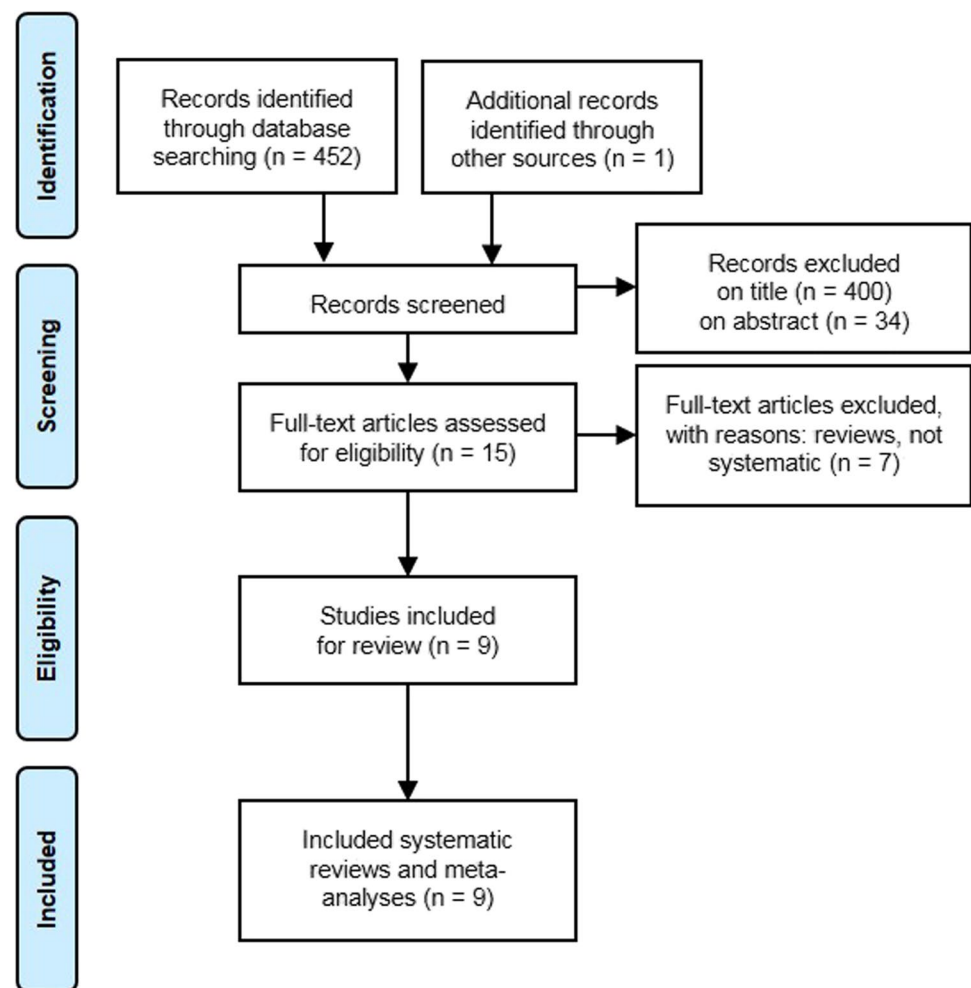 Identification
Records identified
through database
searching (n = 452)
Additional records
identified through
other sources (n = 1)
Screening
Records screened
Records excluded
on title (n = 400)
on abstract (n = 34)
Full-text articles assessed
for eligibility (n = 15)
Full-text articles excluded,
with reasons: reviews, not
systematic (n = 7)
Eligibility
Studies included
for review (n = 9)
Included
Included systematic
reviews and meta-
analyses (n = 9)